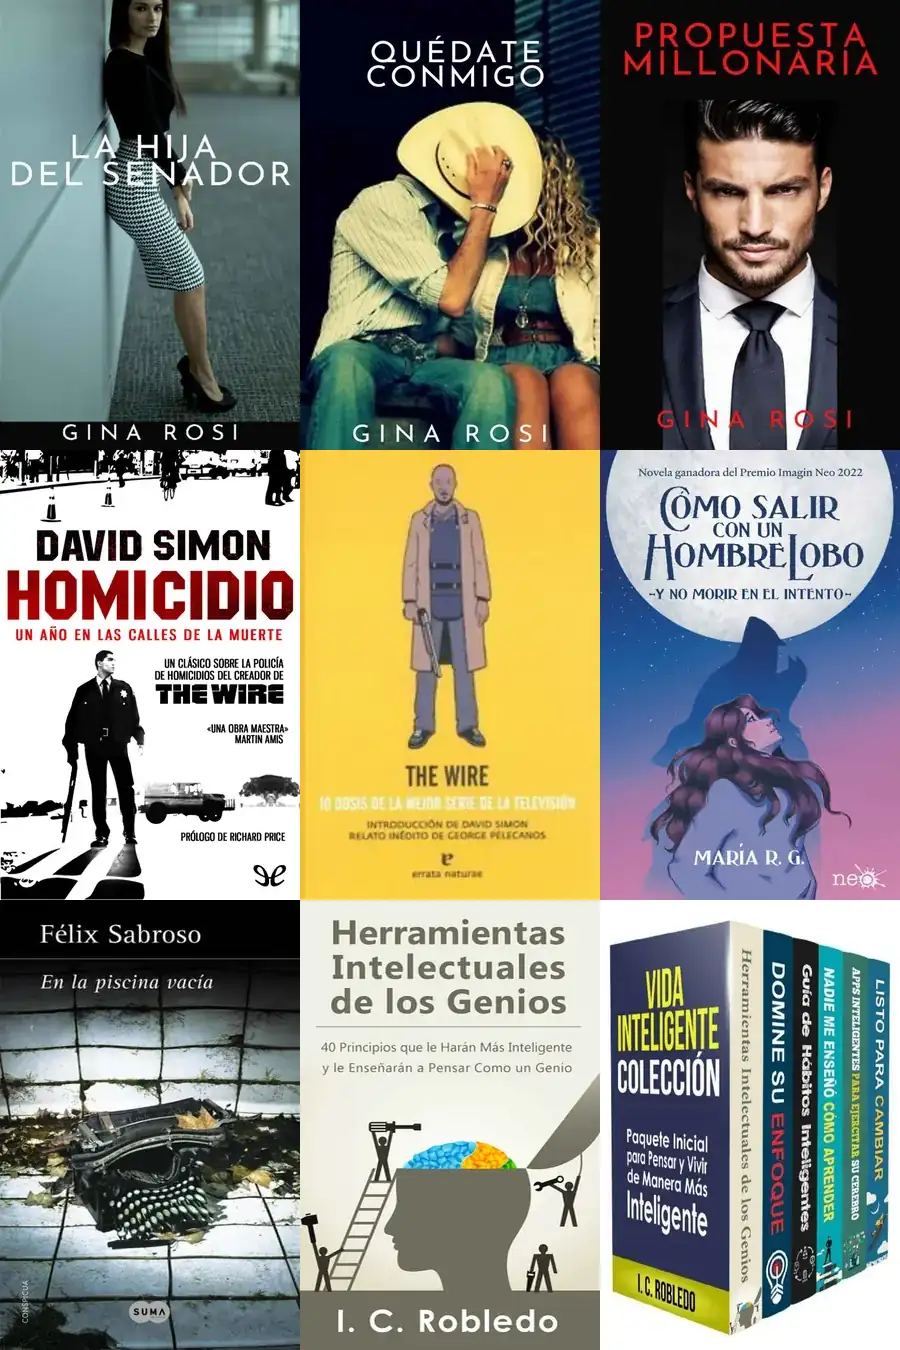 LA HIJA
DEL SENADOR
GINA ROSI
QUÉDATE
CONMIGO
GINA ROSI
PROPUESTA
MILLONARIA
GINA ROSI
DAVID SIMON
HOMICIDIO
UN AÑO EN LAS CALLES DE LA MUERTE
UN CLÁSICO SOBRE LA POLICÍA
DE HOMICIDIOS DEL CREADOR DE
THE WIRE
«UNA OBRA MAESTRA»
MARTIN AMIS
PRÓLOGO DE RICHARD PRICE
THE WIRE
10 DOSIS DE LA MEJOR SERIE DE LA TELEVISIÓN
INTRODUCCIÓN DE DAVID SIMON
RELATO INÉDITO DE GEORGE PELECANOS
e
errata naturae
Novela ganadora del Premio Imagin Neo 2022
CÓMO SALIR
CON UN
HOMBRE LOBO
~Y NO MORIR EN EL INTENTO~
MARÍA R. G.
neo
Félix Sabroso
En la piscina vacía
CONSPICUA
SUMA
Herramientas
Intelectuales
de los Genios
40 Principios que le Harán Más Inteligente
y le Enseñarán a Pensar Como un Genio
I. C. Robledo
VIDA
INTELIGENTE
COLECCIÓN
Paquete Inicial
para Pensar y Vivir
de Manera Más
Inteligente
I. C. ROBLEDO
Herramientas Intelectuales de los Genios
DOMINE SU ENFOQUE
Guía de Hábitos Inteligentes
NADIE ME ENSEÑÓ CÓMO APRENDER
APPS INTELIGENTES PARA EJERCITAR SU CEREBRO
LISTO PARA CAMBIAR